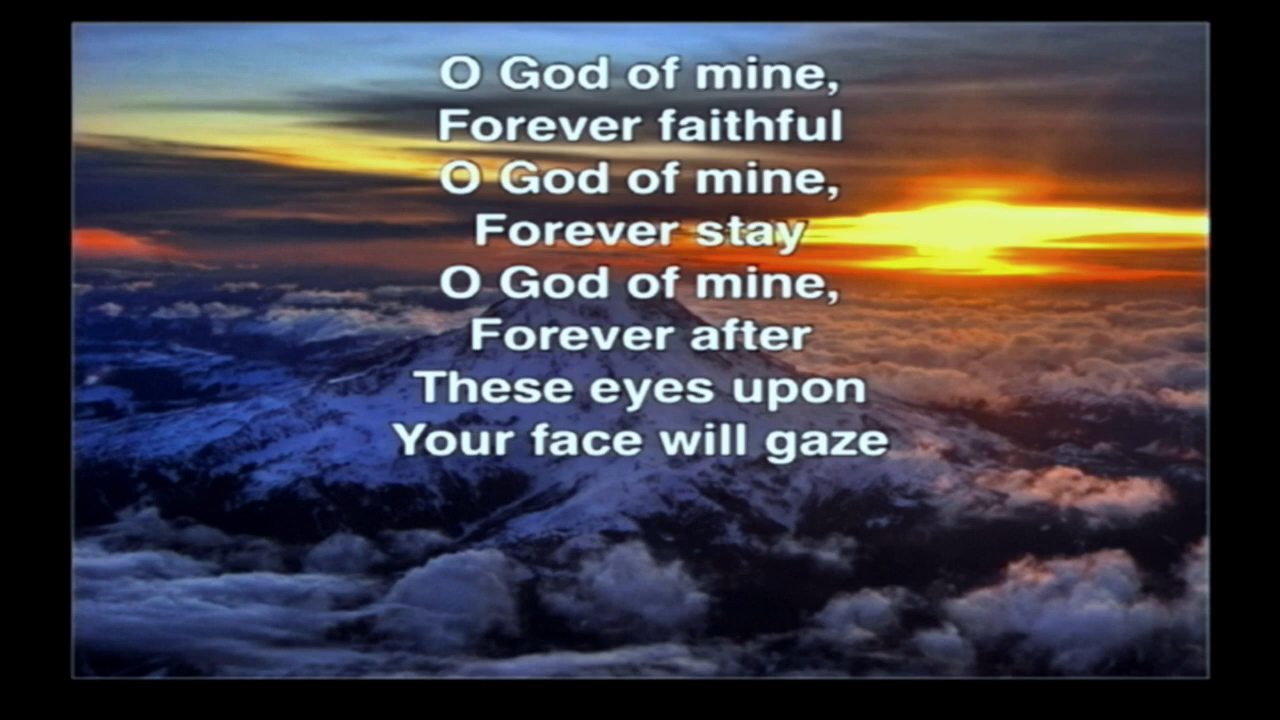 O God of mine,
Forever faithful
O God of mine,
Forever stay
O God of mine,
Forever after
These eyes upon
Your face will gaze